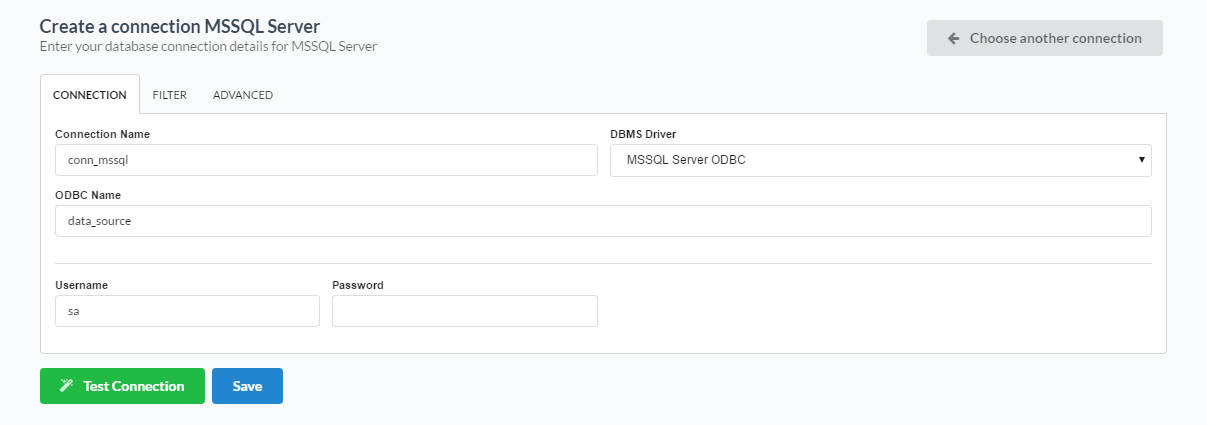 Create a connection MSSQL Server
Enter your database connection details for MSSQL Server
Choose another connection
CONNECTION FILTER ADVANCED
Connection Name DBMS Driver
conn_mssql MSSQL Server ODBC
ODBC Name
data_source
Username Password
sa
Test Connection Save